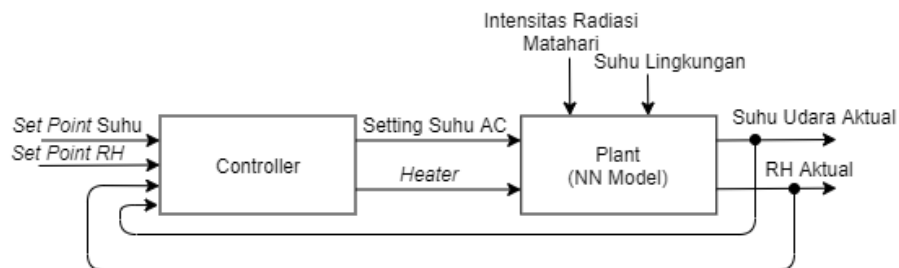 Intensitas Radiasi
Matahari
Suhu Lingkungan
Set Point Suhu
Setting Suhu AC
Suhu Udara Aktual
Set Point RH
Controller
Plant
(NN Model)
Heater
RH Aktual